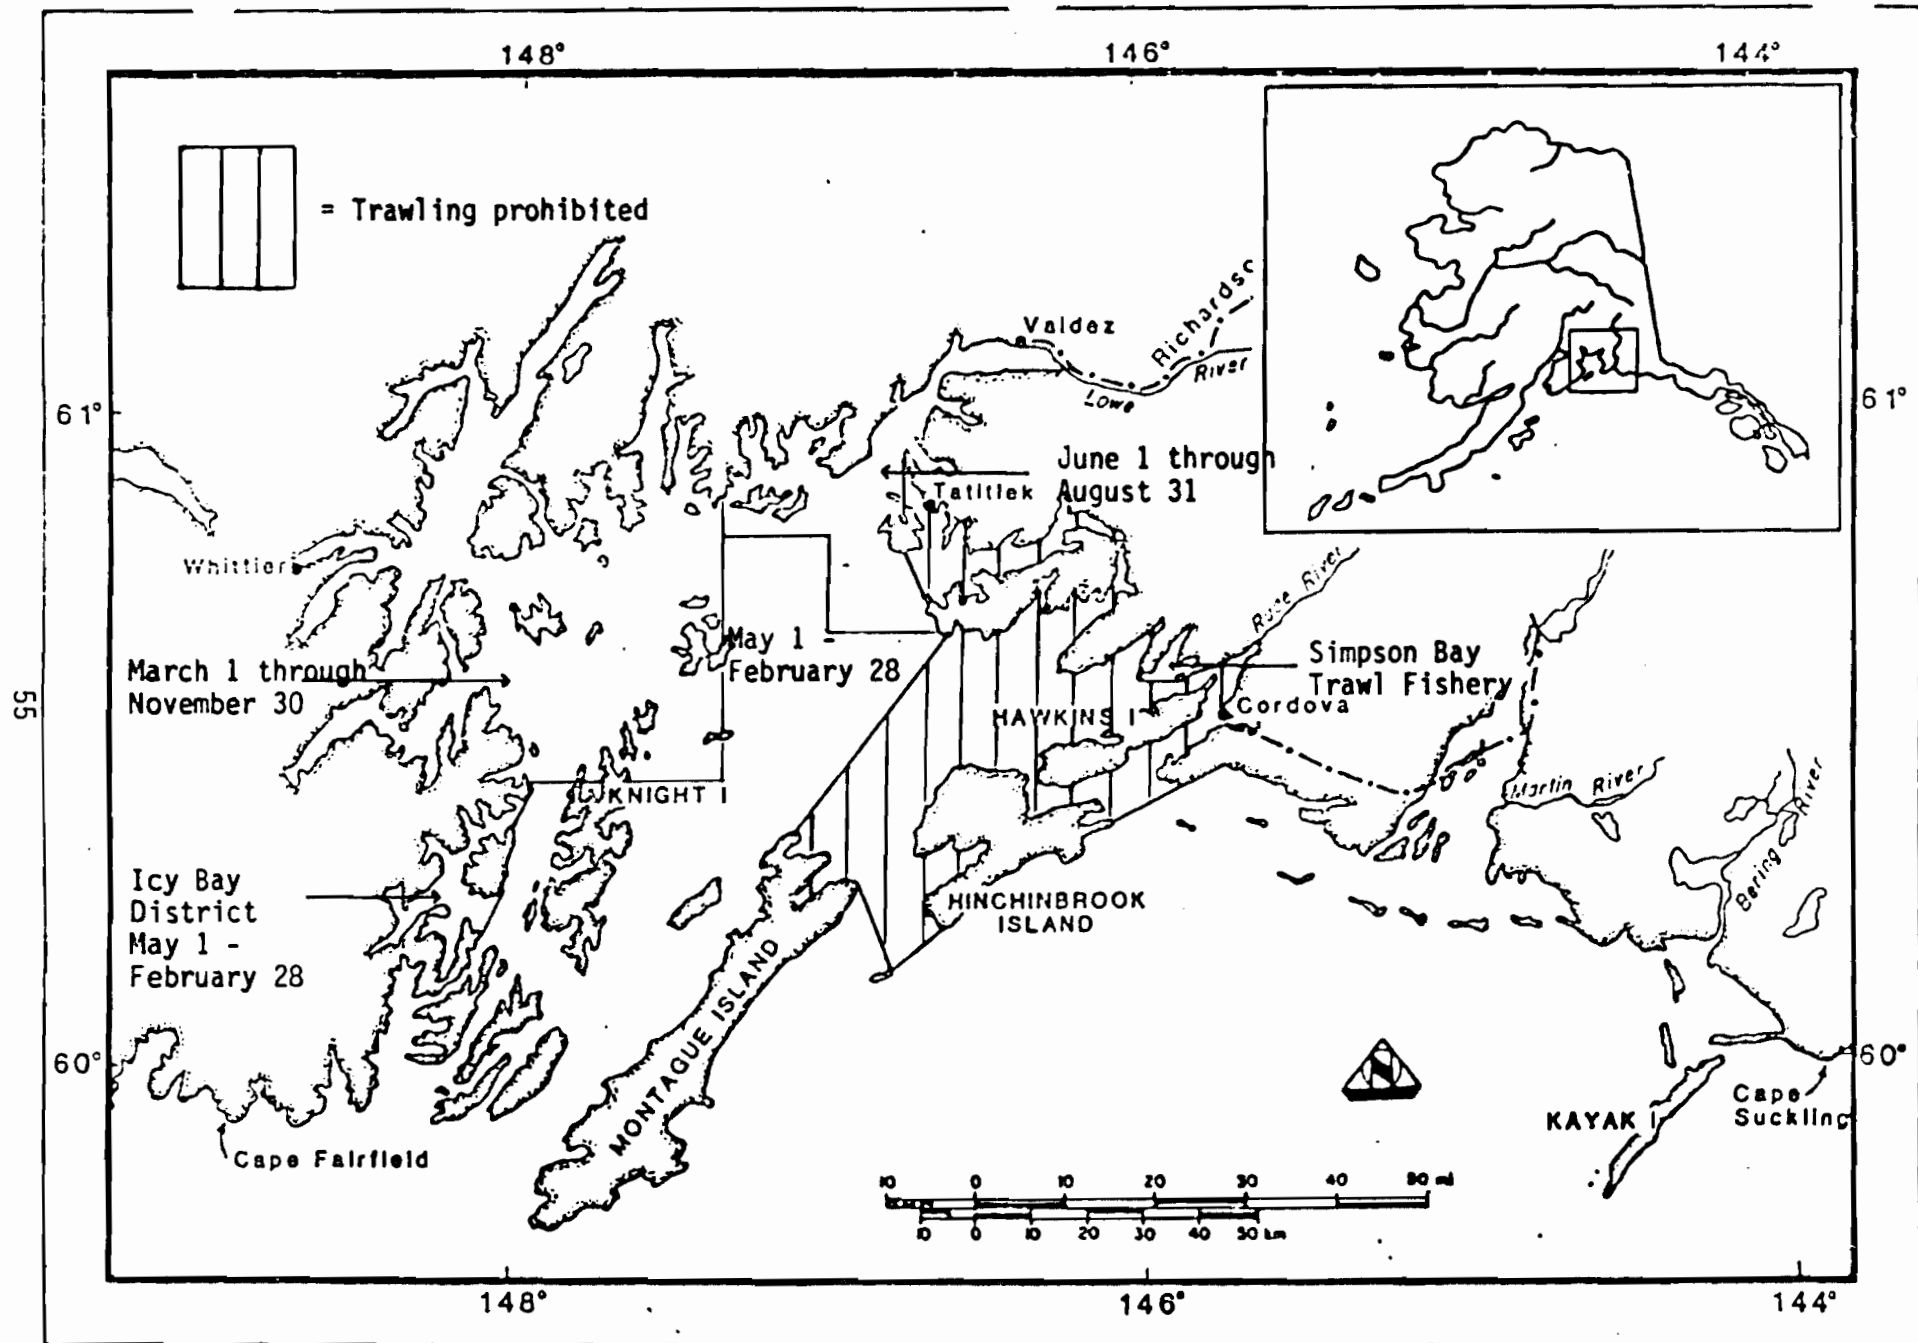 148°
146°
144°
= Trawling prohibited
Valdez
Richardso
River
Lowe
61°
61°
June 1 through
August 31
Tatitlek
Whittier
Rude River
May 1 -
February 28
March 1 through
November 30
Simpson Bay
Trawl Fishery
55
HAWKINS I
Cordova
KNIGHT I
Martin River
Bering River
Icy Bay
District
May 1 -
February 28
HINCHINBROOK
ISLAND
MONTAGUE ISLAND
60°
60°
Cape
Suckling
KAYAK I
Cape Fairfield
10 0 10 20 30 40 50 mi
10 0 10 20 30 40 50 km
148°
146°
144°